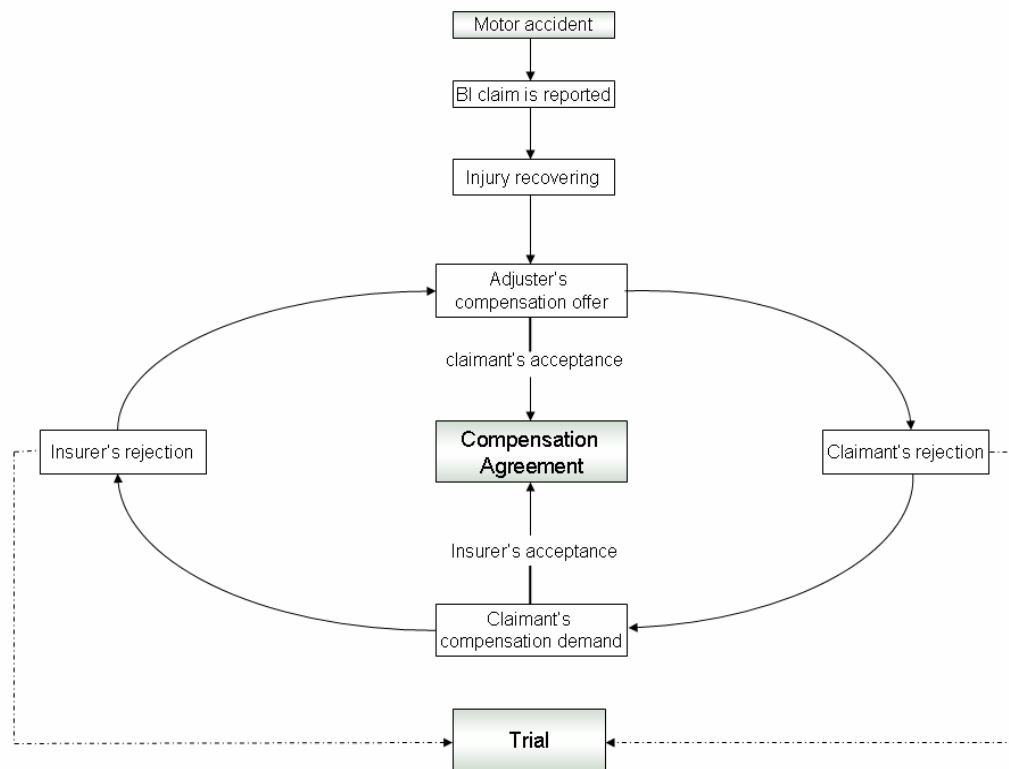 Motor accident
BI claim is reported
Injury recovering
Adjuster's
compensation offer
claimant's acceptance
Compensation
Agreement
Insurer's rejection
Claimant's rejection
Insurer's acceptance
Claimant's
compensation demand
Trial